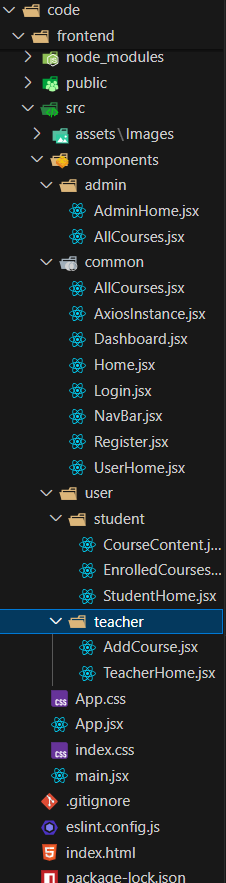 code
frontend
node_modules
public
src
assets\Images
components
admin
AdminHome.jsx
AllCourses.jsx
common
AllCourses.jsx
AxiosInstance.jsx
Dashboard.jsx
Home.jsx
Login.jsx
NavBar.jsx
Register.jsx
UserHome.jsx
user
student
CourseContent.j...
EnrolledCourses...
StudentHome.jsx
teacher
AddCourse.jsx
TeacherHome.jsx
App.css
App.jsx
index.css
main.jsx
.gitignore
eslint.config.js
index.html
package-lock.json